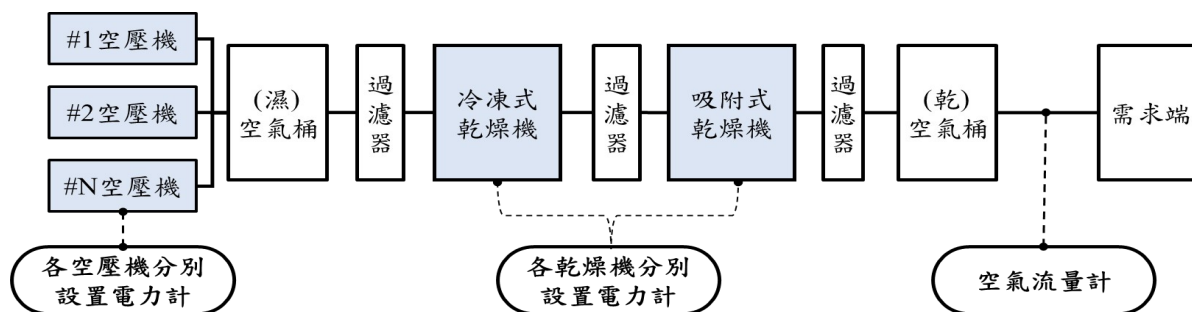 #1空壓機
#2空壓機
#N空壓機
(濕)
空氣桶
過
濾
器
冷凍式
乾燥機
過
濾
器
吸附式
乾燥機
過
濾
器
(乾)
空氣桶
需求端
各空壓機分別
設置電力計
各乾燥機分別
設置電力計
空氣流量計